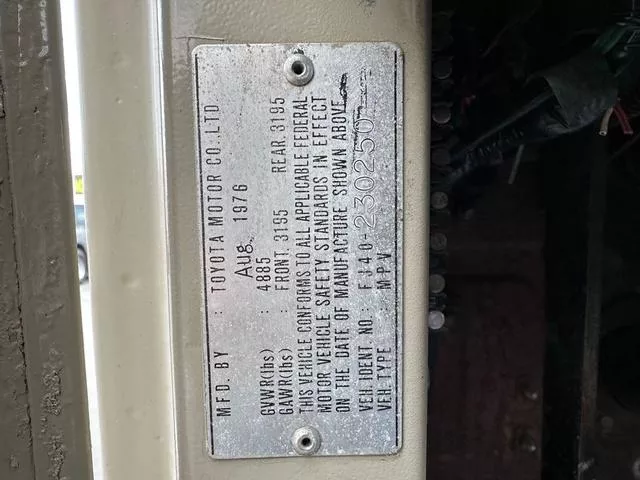 MFD. BY : TOYOTA MOTOR CO.,LTD
Aug. 1976
GVWR(lbs) : 4885
GAWR(lbs) : FRONT. 3195 REAR. 3195
THIS VEHICLE CONFORMS TO ALL APPLICABLE FEDERAL
MOTOR VEHICLE SAFETY STANDARDS IN EFFECT
ON THE DATE OF MANUFACTURE SHOWN ABOVE.
VEH IDENT. NO. : FJ40-230250
VEH TYPE : MPV